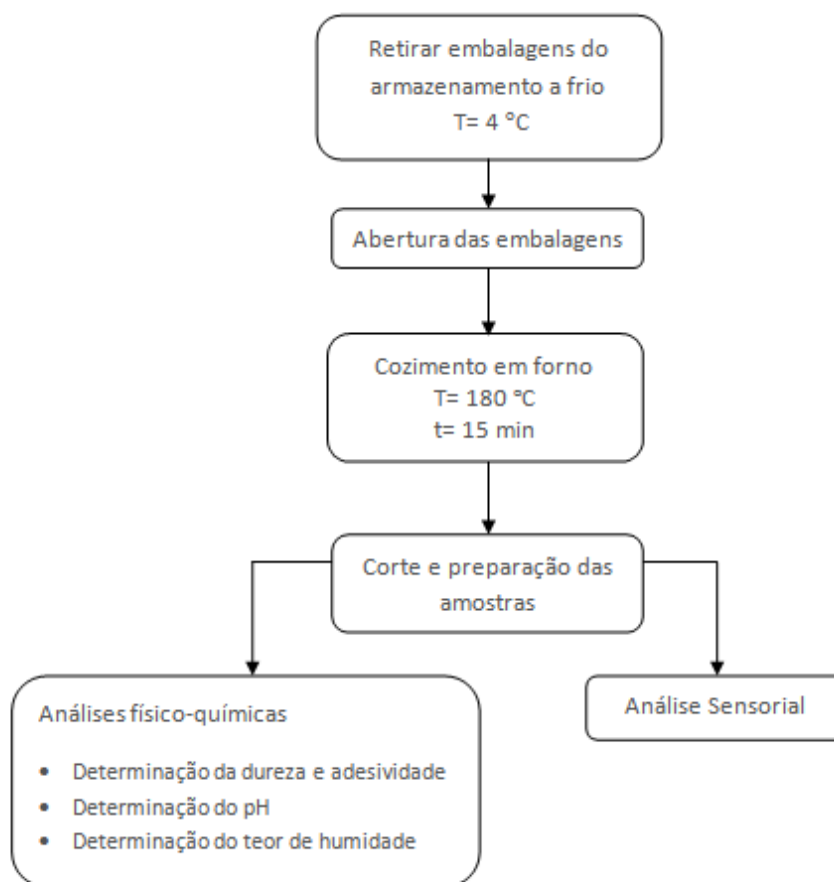 Retirar embalagens do
armazenamento a frio
T= 4 °C
Abertura das embalagens
Cozimento em forno
T= 180 °C
t= 15 min
Corte e preparação das
amostras
Análises físico-químicas
• Determinação da dureza e adesividade
• Determinação do pH
• Determinação do teor de humidade
Análise Sensorial